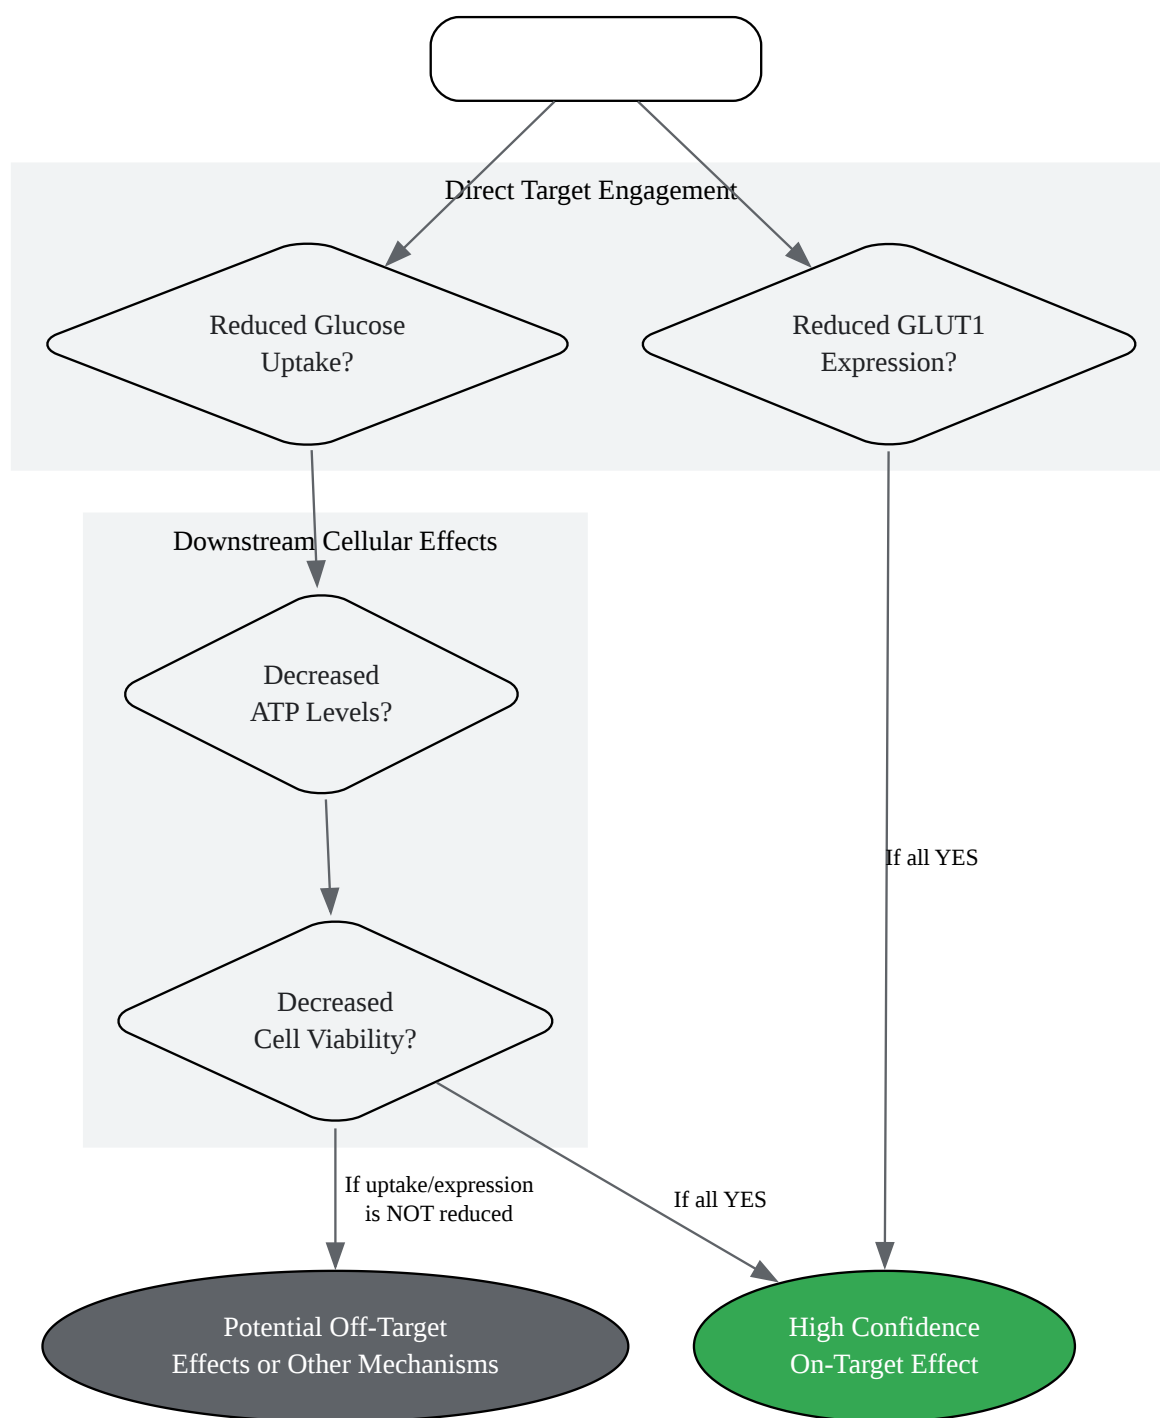 Direct Target Engagement
Reduced Glucose
Uptake?
Reduced GLUT1
Expression?
Downstream Cellular Effects
Decreased
ATP Levels?
If all YES
Decreased
Cell Viability?
If uptake/expression
is NOT reduced
If all YES
Potential Off-Target
Effects or Other Mechanisms
High Confidence
On-Target Effect